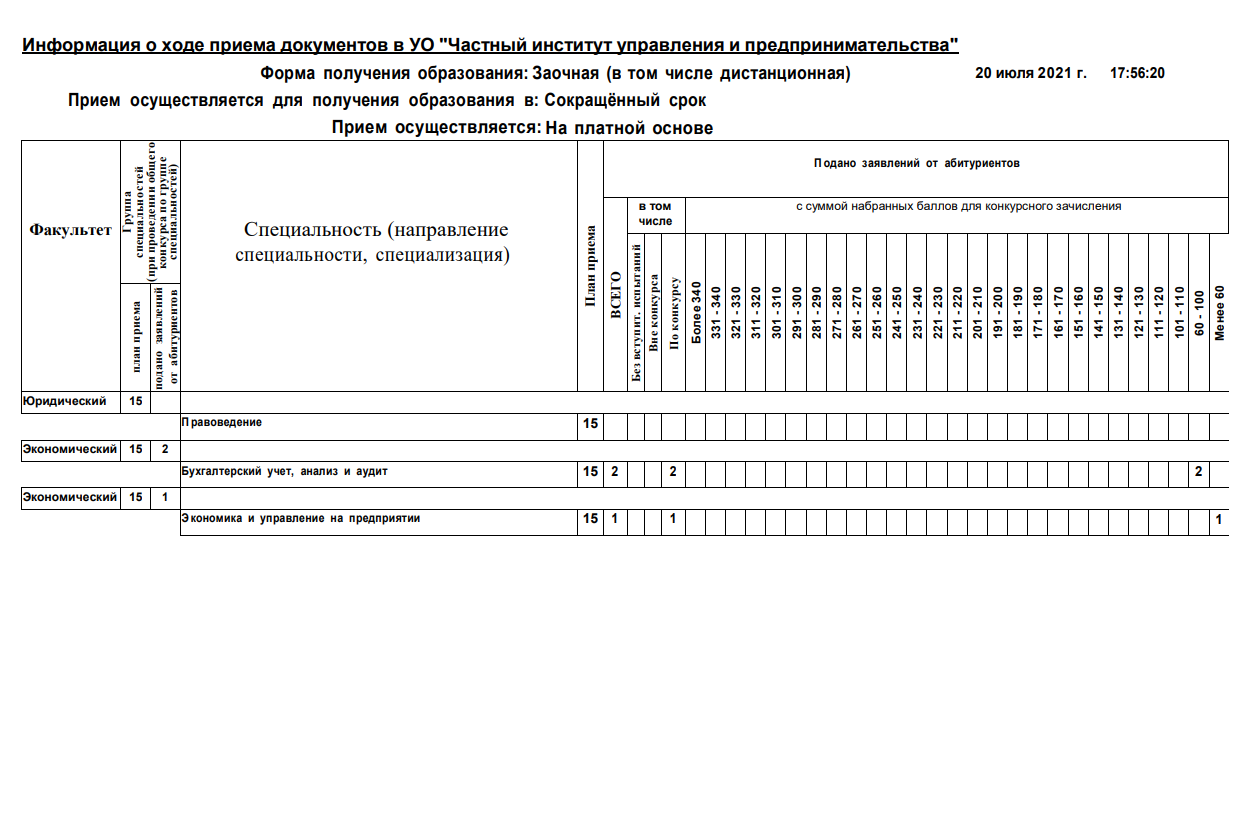 Информация о ходе приема документов в УО "Частный институт управления и предпринимательства"
Форма получения образования: Заочная (в том числе дистанционная) 20 июля 2021 г. 17:56:20
Прием осуществляется для получения образования в: Сокращённый срок
Прием осуществляется: На платной основе
Факультет
Группа
специальностей
(при проведении общего
конкурса по группе
специальностей)
план приема
подано заявлений
от абитуриентов
Специальность (направление
специальности, специализация)
План приема
Подано заявлений от абитуриентов
ВСЕГО
в том
числе
с суммой набранных баллов для конкурсного зачисления
Без вступит. испытаний
Вне конкурса
По конкурсу
Более 340
331 - 340
321 - 330
311 - 320
301 - 310
291 - 300
281 - 290
271 - 280
261 - 270
251 - 260
241 - 250
231 - 240
221 - 230
211 - 220
201 - 210
191 - 200
181 - 190
171 - 180
161 - 170
151 - 160
141 - 150
131 - 140
121 - 130
111 - 120
101 - 110
60 - 100
Менее 60
Юридический 15
Правоведение 15
Экономический 15 2
Бухгалтерский учет, анализ и аудит 15 2 2 2
Экономический 15 1
Экономика и управление на предприятии 15 1 1 1